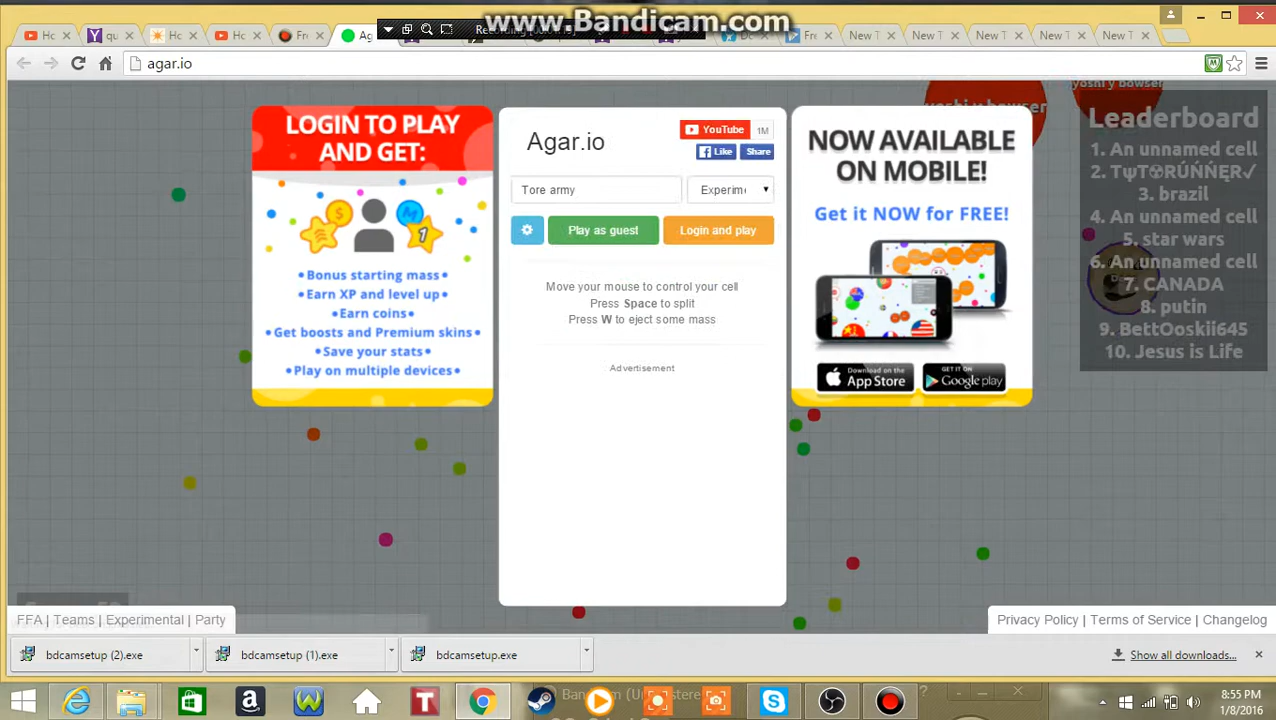 www.Bandicam.com
agar.io
yoshi y bowser
yoshi y bowser
LOGIN TO PLAY
AND GET:
•Bonus starting mass•
•Earn XP and level up•
•Earn coins•
•Get boosts and Premium skins•
•Save your stats•
•Play on multiple devices•
Agar.io
YouTube 1M
Like Share
Tore army
Experim
Play as guest
Login and play
Move your mouse to control your cell
Press Space to split
Press W to eject some mass
Advertisement
NOW AVAILABLE
ON MOBILE!
Get it NOW for FREE!
Download on the
App Store
GET IT ON
Google play
Leaderboard
1. An unnamed cell
3. brazil
4. An unnamed cell
5. star wars
6. An unnamed cell
7. CANADA
8. putin
9. BettOoskii645
10. Jesus is Life
FFA | Teams | Experimental | Party
Privacy Policy | Terms of Service | Changelog
bdcamsetup (2).exe
bdcamsetup (1).exe
bdcamsetup.exe
Show all downloads...
8:55 PM
1/8/2016